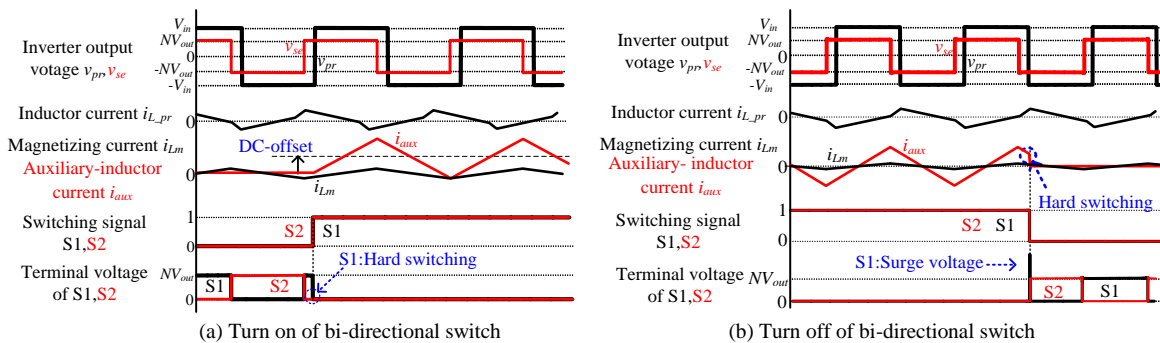 Inverter output
votage v_pr,v_se
V_in
NV_out
0
-NV_out
-V_in
v_se
v_pr
Inductor current i_L_pr
0
Magnetizing current i_Lm
Auxiliary-inductor
current i_aux
0
DC-offset
i_aux
i_Lm
Switching signal
S1,S2
1
0
S2 S1
S1:Hard switching
Terminal voltage
of S1,S2
NV_out
0
S1 S2
(a) Turn on of bi-directional switch
Inverter output
votage v_pr,v_se
V_in
NV_out
0
-NV_out
-V_in
v_se
v_pr
Inductor current i_L_pr
0
Magnetizing current i_Lm
Auxiliary- inductor
current i_aux
0
i_Lm
i_aux
Hard switching
Switching signal
S1,S2
1
0
S2 S1
S1:Surge voltage
Terminal voltage
of S1,S2
NV_out
0
S2 S1
(b) Turn off of bi-directional switch